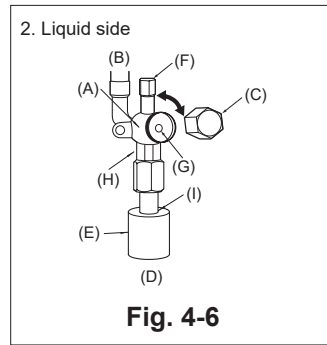 2. Liquid side
(B)
(F)
(A)
(C)
(G)
(H)
(I)
(E)
(D)
Fig. 4-6